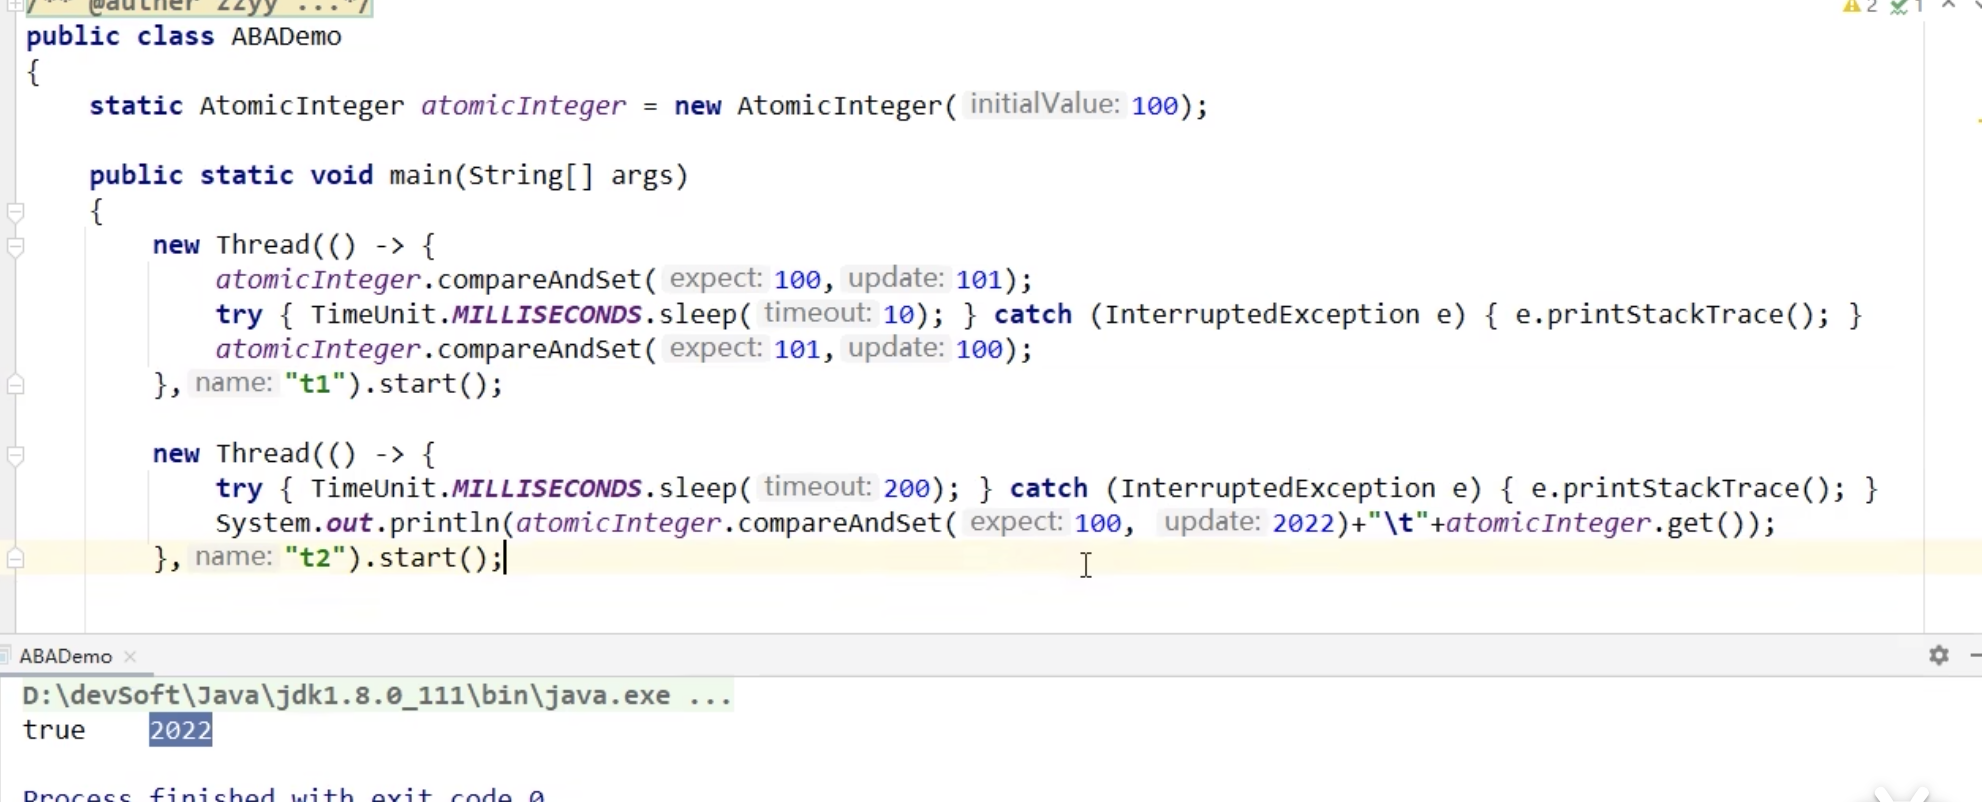 /** @auther zzyy ...*/
2 1
public class ABADemo
{
static AtomicInteger atomicInteger = new AtomicInteger( initialValue: 100);
public static void main(String[] args)
{
new Thread(() -> {
atomicInteger.compareAndSet( expect: 100, update: 101);
try { TimeUnit.MILLISECONDS.sleep( timeout: 10); } catch (InterruptedException e) { e.printStackTrace(); }
atomicInteger.compareAndSet( expect: 101, update: 100);
}, name: "t1").start();
new Thread(() -> {
try { TimeUnit.MILLISECONDS.sleep( timeout: 200); } catch (InterruptedException e) { e.printStackTrace(); }
System.out.println(atomicInteger.compareAndSet( expect: 100, update: 2022)+"\t"+atomicInteger.get());
}, name: "t2").start();
ABADemo
D:\devSoft\Java\jdk1.8.0_111\bin\java.exe ...
true 2022
Process finished with exit code 0